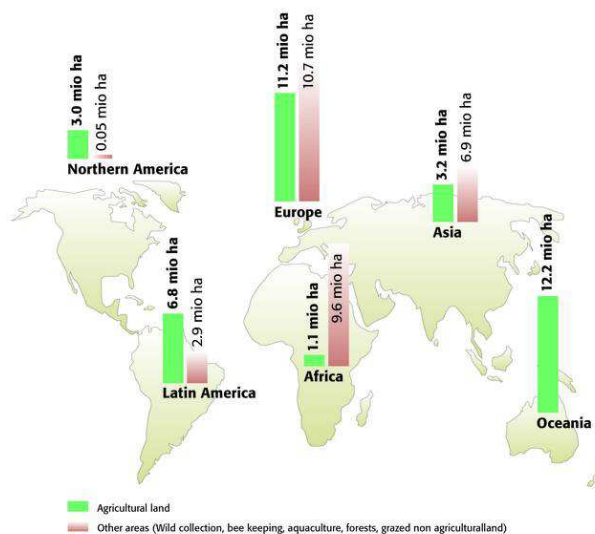 3.0 mio ha
0.05 mio ha
Northern America
11.2 mio ha
10.7 mio ha
Europe
3.2 mio ha
6.9 mio ha
Asia
6.8 mio ha
2.9 mio ha
Latin America
1.1 mio ha
9.6 mio ha
Africa
12.2 mio ha
Oceania
Agricultural land
Other areas (Wild collection, bee keeping, aquaculture, forests, grazed non agriculturalland)